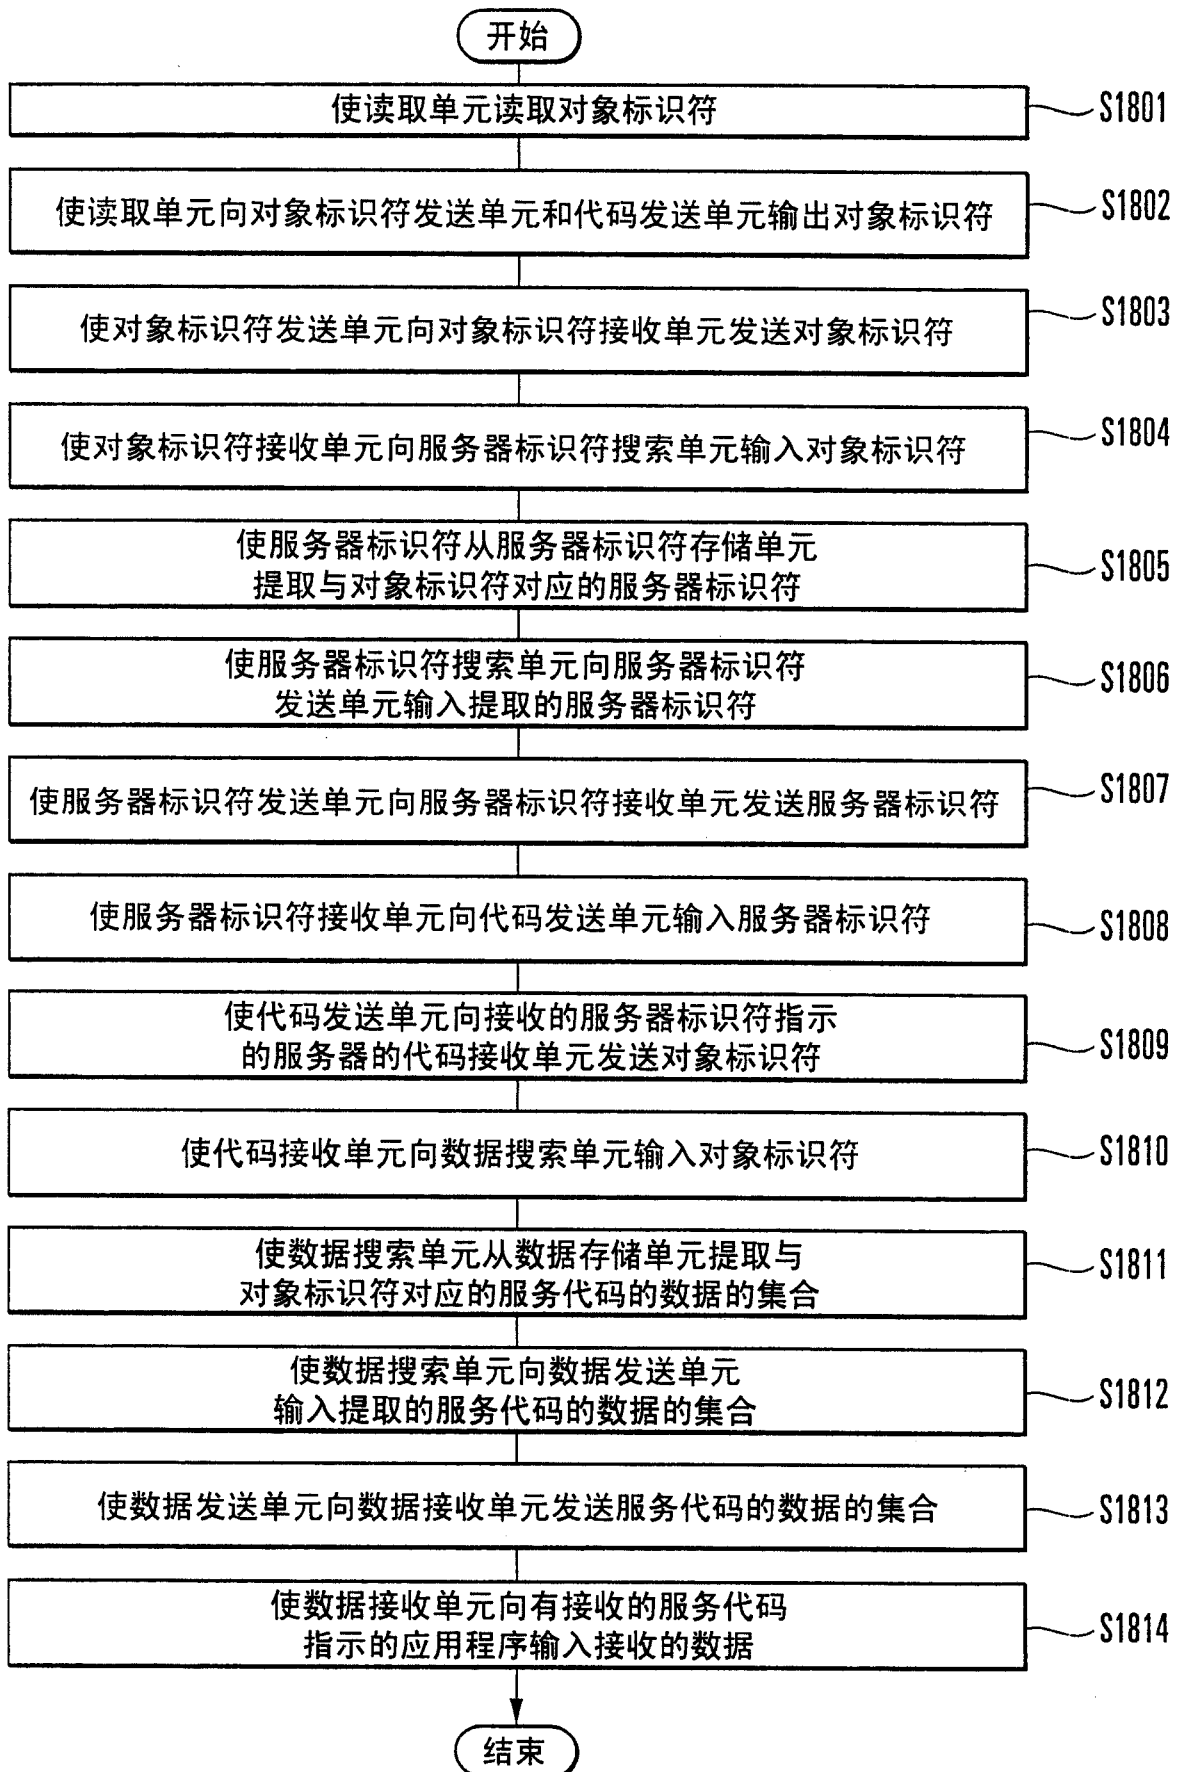 开始
使读取单元读取对象标识符
S1801
使读取单元向对象标识符发送单元和代码发送单元输出对象标识符
S1802
使对象标识符发送单元向对象标识符接收单元发送对象标识符
S1803
使对象标识符接收单元向服务器标识符搜索单元输入对象标识符
S1804
使服务器标识符从服务器标识符存储单元
提取与对象标识符对应的服务器标识符
S1805
使服务器标识符搜索单元向服务器标识符
发送单元输入提取的服务器标识符
S1806
使服务器标识符发送单元向服务器标识符接收单元发送服务器标识符
S1807
使服务器标识符接收单元向代码发送单元输入服务器标识符
S1808
使代码发送单元向接收的服务器标识符指示
的服务器的代码接收单元发送对象标识符
S1809
使代码接收单元向数据搜索单元输入对象标识符
S1810
使数据搜索单元从数据存储单元提取与
对象标识符对应的服务代码的数据的集合
S1811
使数据搜索单元向数据发送单元
输入提取的服务代码的数据的集合
S1812
使数据发送单元向数据接收单元发送服务代码的数据的集合
S1813
使数据接收单元向有接收的服务代码
指示的应用程序输入接收的数据
S1814
结束